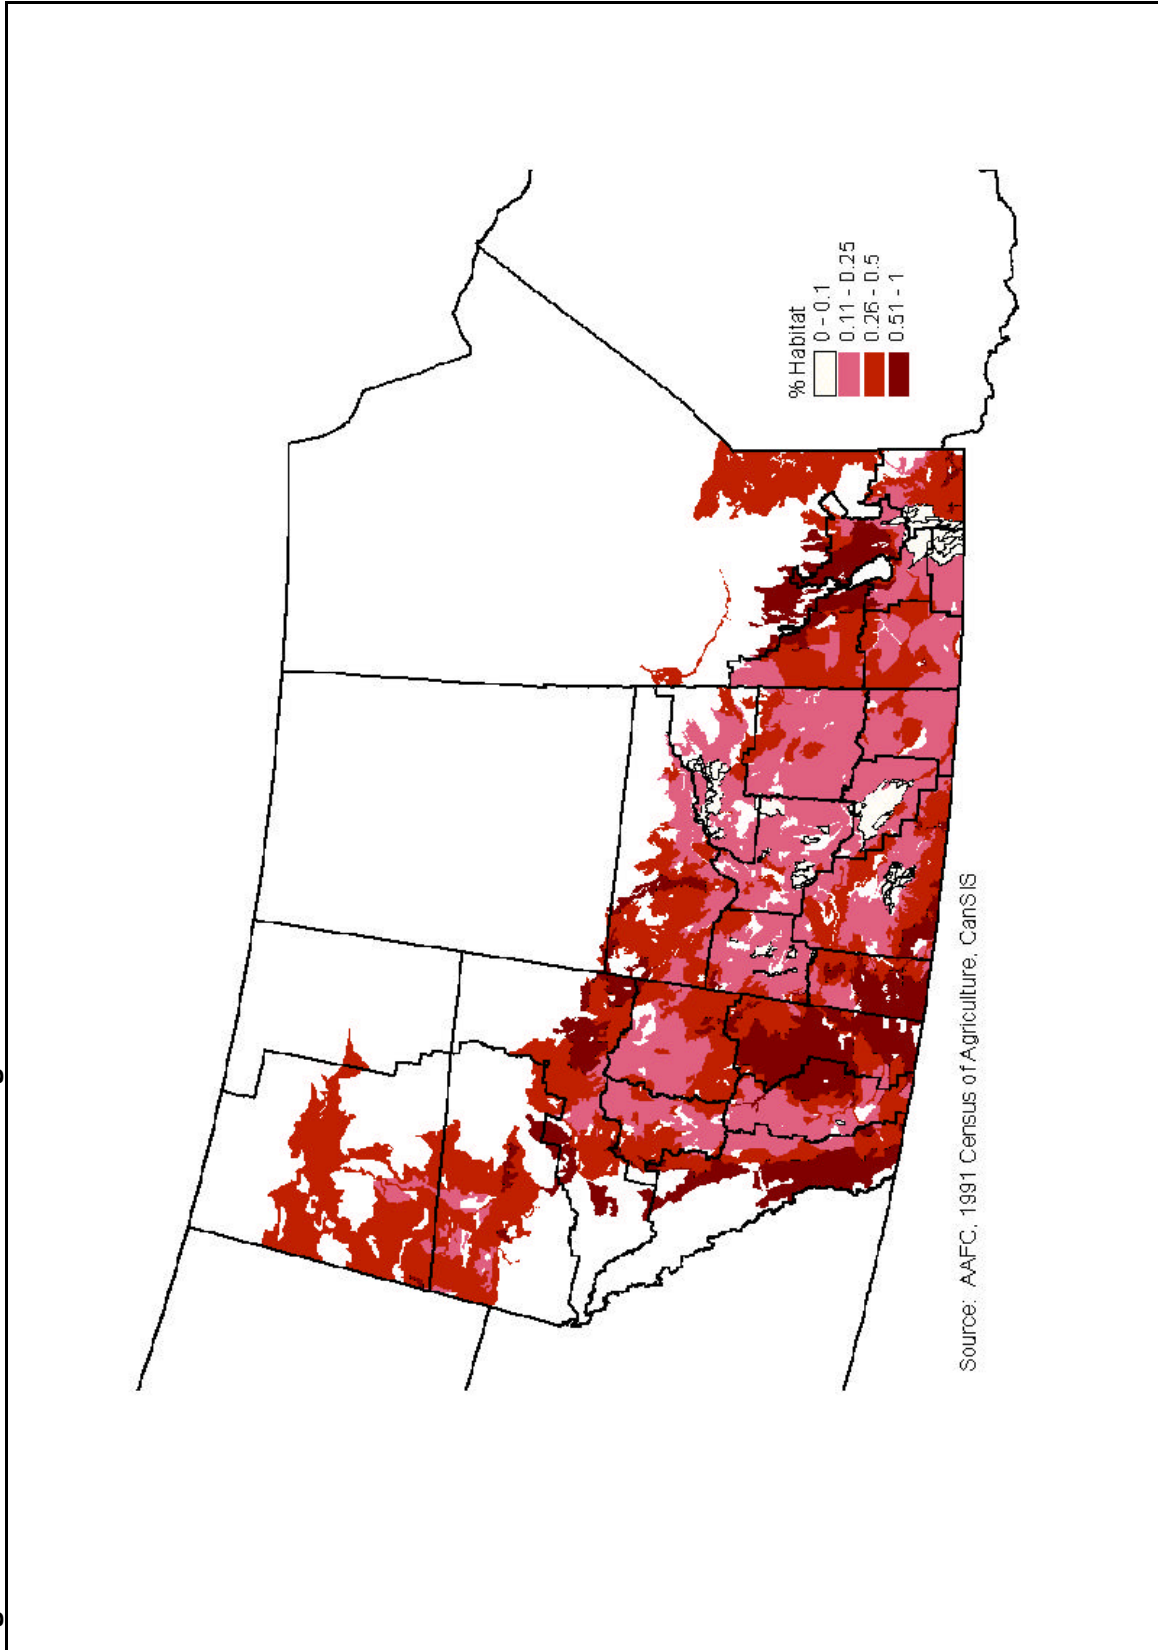 % Habitat
0 - 0.1
0.11 - 0.25
0.26 - 0.5
0.51 - 1
Source: AAFC, 1991 Census of Agriculture, CanSIS